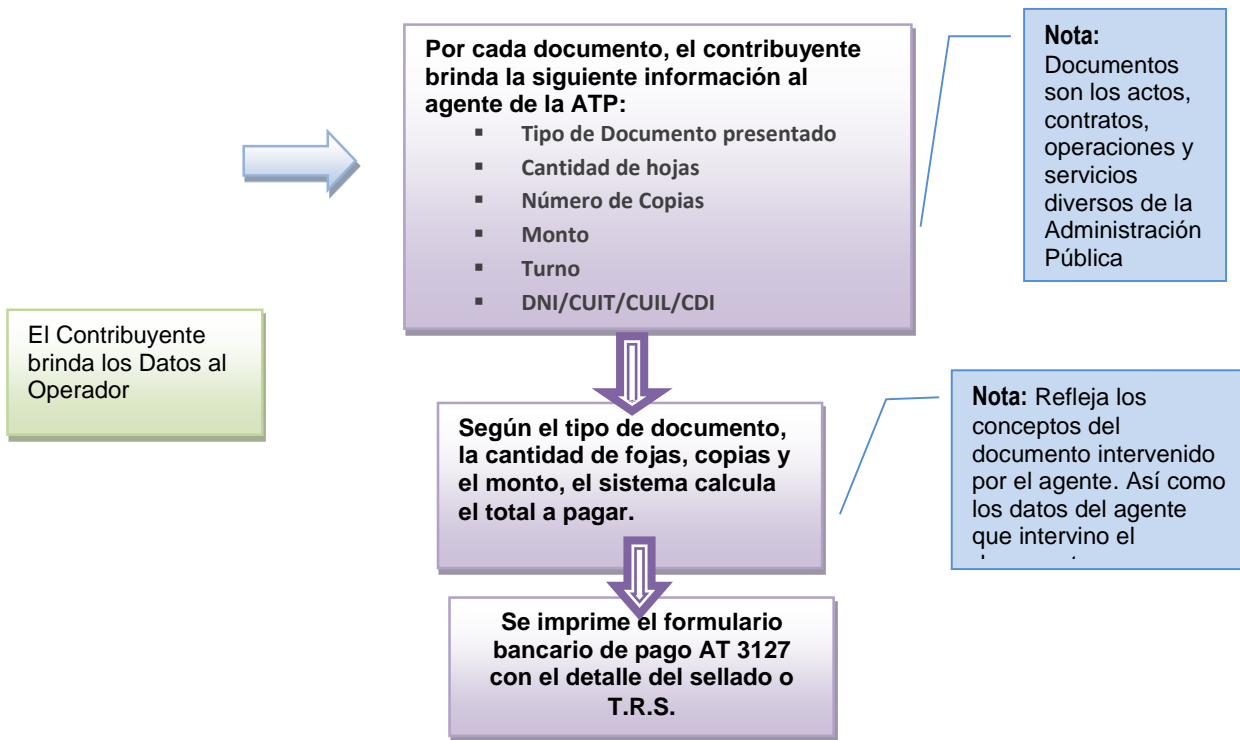 Por cada documento, el contribuyente
brinda la siguiente información al
agente de la ATP:
▪ Tipo de Documento presentado
▪ Cantidad de hojas
▪ Número de Copias
▪ Monto
▪ Turno
▪ DNI/CUIT/CUIL/CDI
Nota:
Documentos
son los actos,
contratos,
operaciones y
servicios
diversos de la
Administración
Pública
El Contribuyente
brinda los Datos al
Operador
Según el tipo de documento,
la cantidad de fojas, copias y
el monto, el sistema calcula
el total a pagar.
Nota: Refleja los
conceptos del
documento intervenido
por el agente. Así como
los datos del agente
que intervino el
Se imprime el formulario
bancario de pago AT 3127
con el detalle del sellado o
T.R.S.